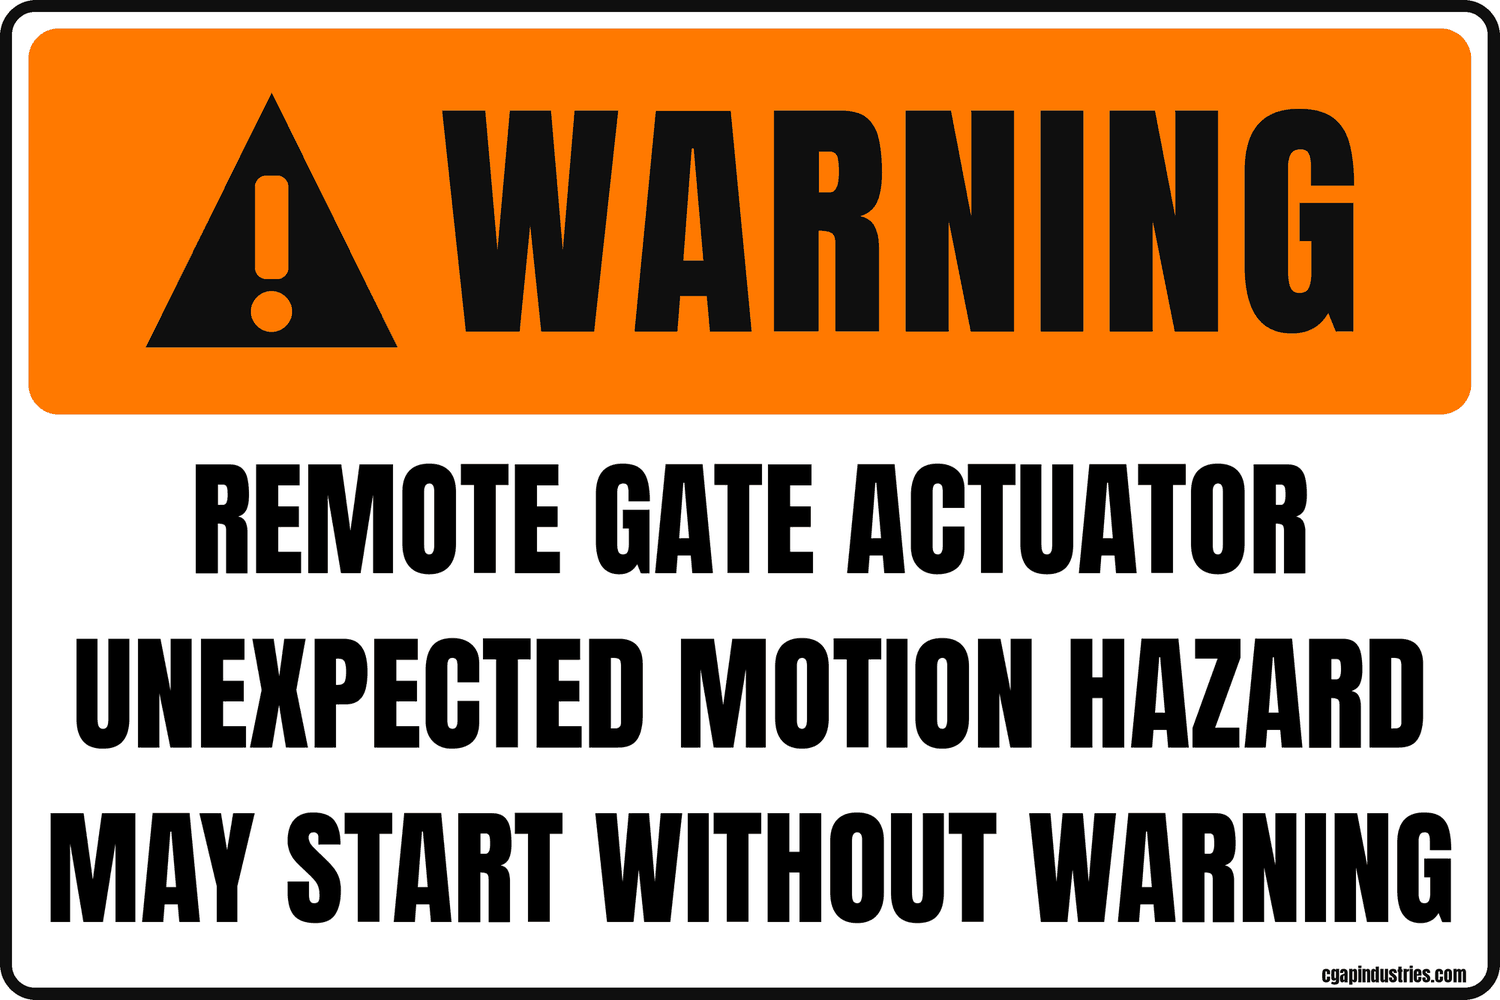 WARNING
REMOTE GATE ACTUATOR
UNEXPECTED MOTION HAZARD
MAY START WITHOUT WARNING
cgapindustries.com